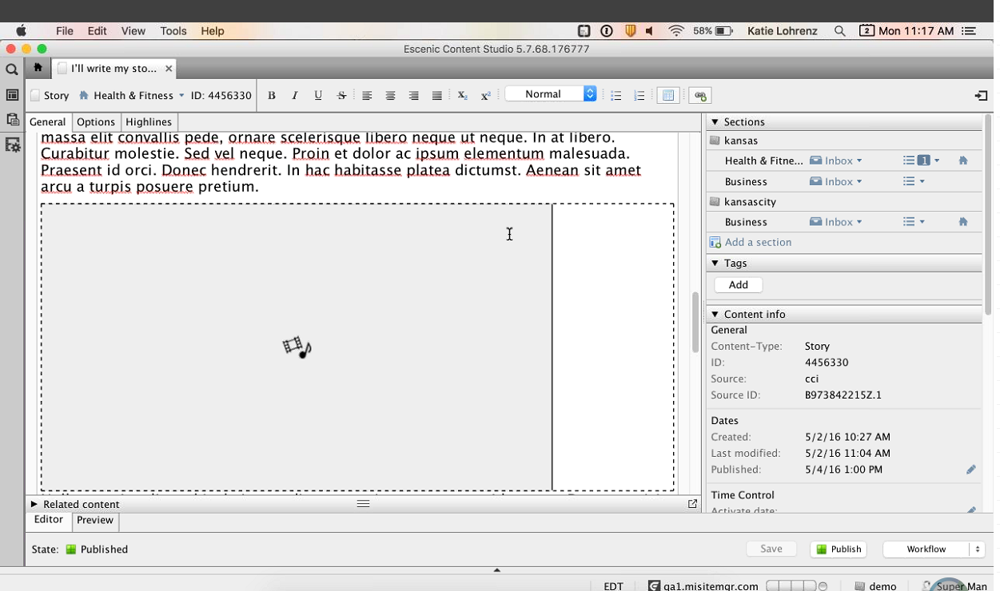 File Edit View Tools Help 58% Katie Lohrenz 2 Mon 11:17 AM
Escenic Content Studio 5.7.68.176777
I'll write my sto... ×
Story Health & Fitness ID: 4456330 B I U S X₂ X² Normal
General Options Highlines
massa elit convallis pede, ornare scelerisque libero neque ut neque. In at libero.
Curabitur molestie. Sed vel neque. Proin et dolor ac ipsum elementum malesuada.
Praesent id orci. Donec hendrerit. In hac habitasse platea dictumst. Aenean sit amet
arcu a turpis posuere pretium.
Related content
Editor Preview
State: Published
Save Publish Workflow
Sections
kansas
Health & Fitne... Inbox 1
Business Inbox
kansascity
Business Inbox
Add a section
Tags
Add
Content info
General
Content-Type: Story
ID: 4456330
Source: cci
Source ID: B973842215Z.1
Dates
Created: 5/2/16 10:27 AM
Last modified: 5/2/16 11:04 AM
Published: 5/4/16 1:00 PM
Time Control
Activate date:
EDT qa1.misitemgr.com demo Super Man